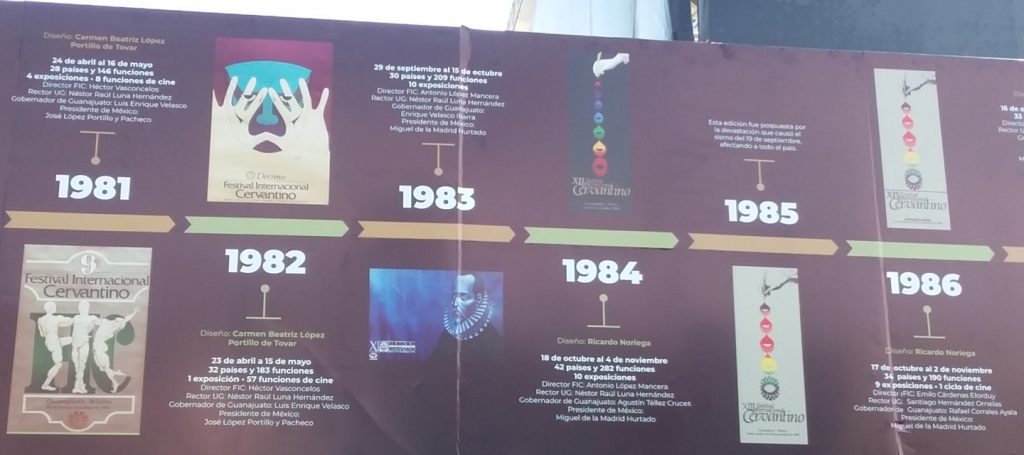 Diseño: Carmen Beatriz López
Portillo de Tovar
24 de abril al 16 de mayo
28 países y 146 funciones
4 exposiciones • 8 funciones de cine
Director FIC: Héctor Vasconcelos
Rector UG: Néstor Raúl Luna Hernández
Gobernador de Guanajuato: Luis Enrique Velasco
Presidente de México:
José López Portillo y Pacheco
1981
9º
Festival Internacional
Cervantino
FIC
Décimo
Festival Internacional
Cervantino
1982
Diseño: Carmen Beatriz López
Portillo de Tovar
23 de abril a 15 de mayo
32 países y 183 funciones
1 exposición • 57 funciones de cine
Director FIC: Héctor Vasconcelos
Rector UG: Néstor Raúl Luna Hernández
Gobernador de Guanajuato: Luis Enrique Velasco
Presidente de México:
José López Portillo y Pacheco
29 de septiembre al 15 de octubre
30 países y 209 funciones
10 exposiciones
Director FIC: Antonio López Mancera
Rector UG: Néstor Raúl Luna Hernández
Gobernador de Guanajuato:
Enrique Velasco Ibarra
Presidente de México:
Miguel de la Madrid Hurtado
1983
XI
XII
Cervantino
1984
Diseño: Ricardo Noriega
18 de octubre al 4 de noviembre
42 países y 282 funciones
10 exposiciones
Director FIC: Antonio López Mancera
Rector UG: Néstor Raúl Luna Hernández
Gobernador de Guanajuato: Agustín Téllez Cruces
Presidente de México:
Miguel de la Madrid Hurtado
Esta edición fue pospuesta por
la devastación que causó el
sismo del 19 de septiembre,
afectando a todo el país.
1985
XIII
Cervantino
Cervantino
1986
Diseño: Ricardo Noriega
17 de octubre al 2 de noviembre
34 países y 190 funciones
9 exposiciones • 1 ciclo de cine
Director FIC: Emilio Cárdenas Elorduy
Rector UG: Santiago Hernández Ornelas
Gobernador de Guanajuato: Rafael Corrales Ayala
Presidente de México:
Miguel de la Madrid Hurtado
16 de
33